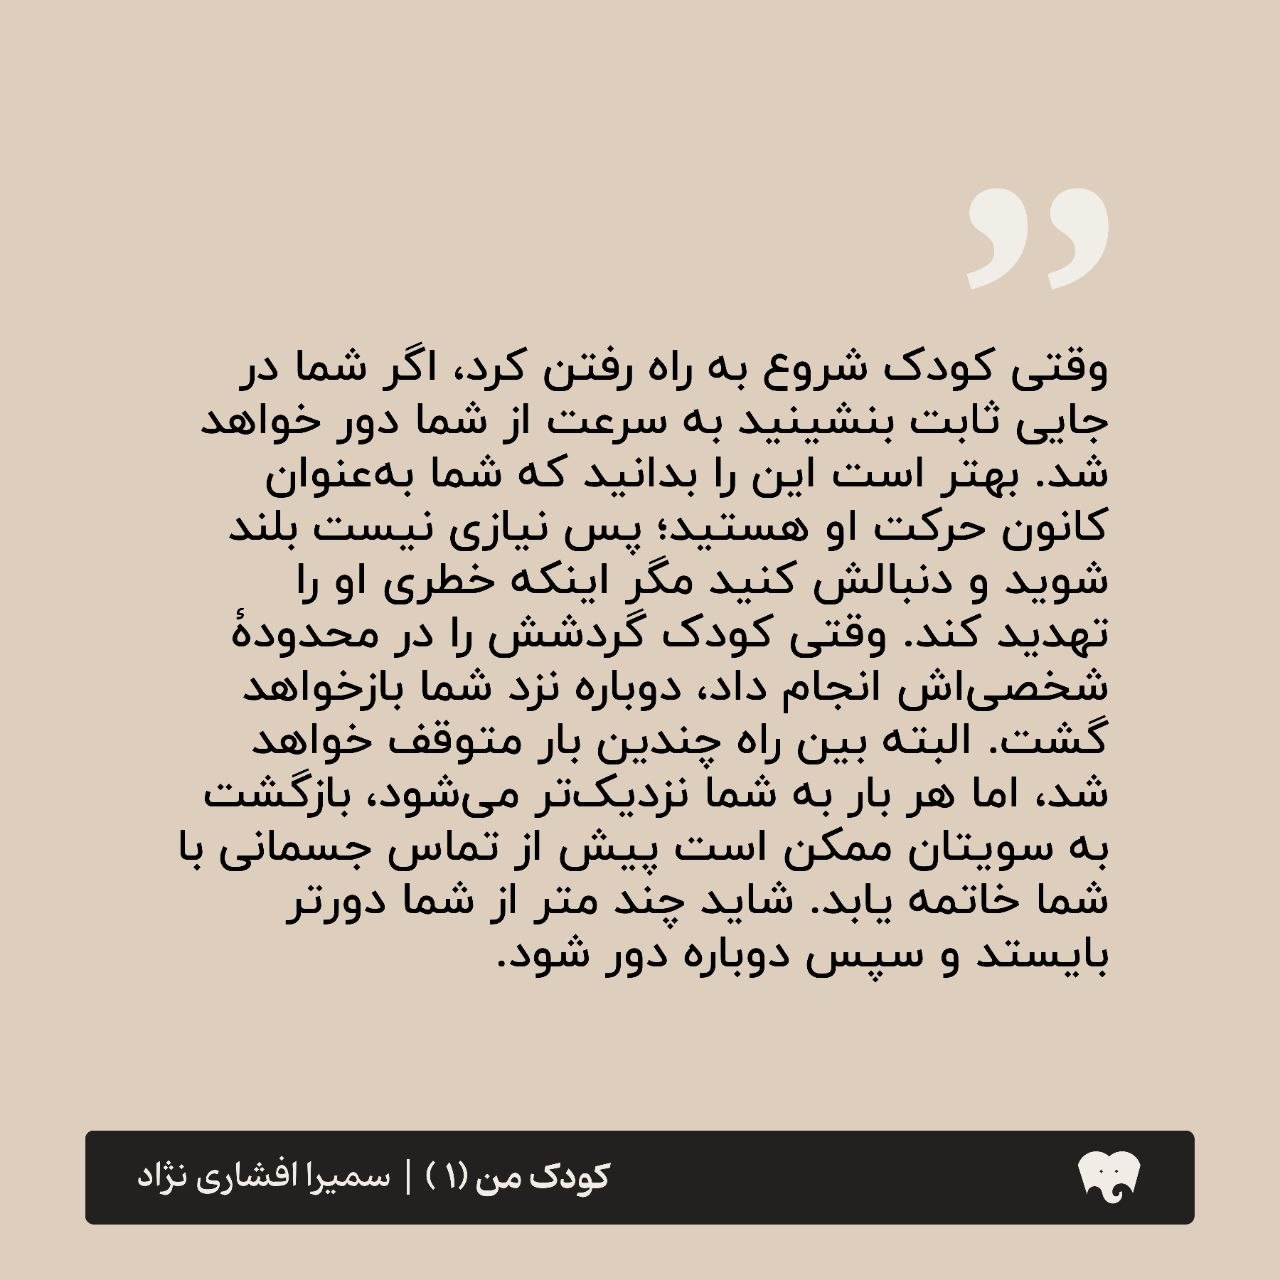 ”
وقتی کودک شروع به راه رفتن کرد، اگر شما در
جایی ثابت بنشینید به سرعت از شما دور خواهد
شد. بهتر است این را بدانید که شما به‌عنوان
کانون حرکت او هستید؛ پس نیازی نیست بلند
شوید و دنبالش کنید مگر اینکه خطری او را
تهدید کند. وقتی کودک گردشش را در محدودهٔ
شخصی‌اش انجام داد، دوباره نزد شما بازخواهد
گشت. البته بین راه چندین بار متوقف خواهد
شد، اما هر بار به شما نزدیک‌تر می‌شود، بازگشت
به سویتان ممکن است پیش از تماس جسمانی با
شما خاتمه یابد. شاید چند متر از شما دورتر
بایستد و سپس دوباره دور شود.
کودک من (۱) | سمیرا افشاری نژاد